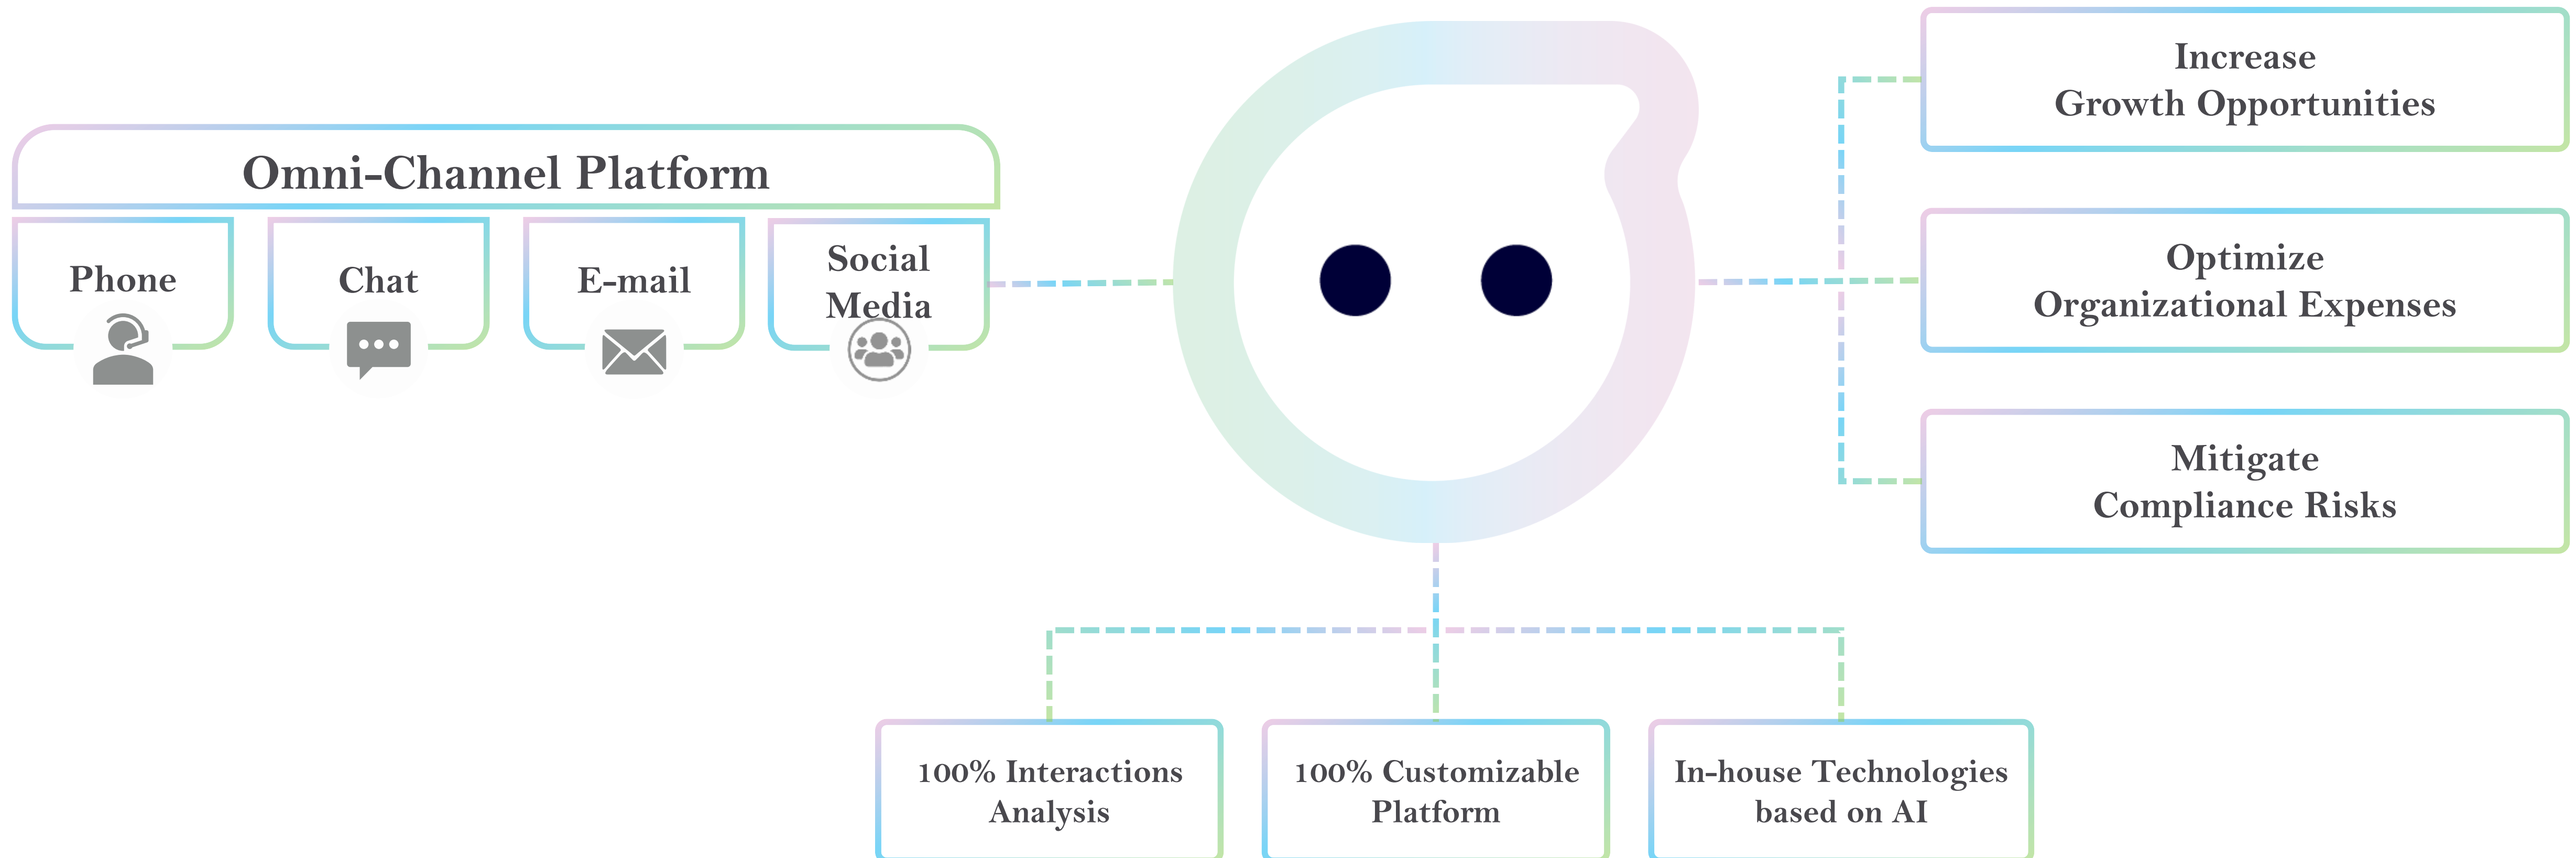 Omni-Channel Platform
Phone
Chat
E-mail
Social
Media
Increase
Growth Opportunities
Optimize
Organizational Expenses
Mitigate
Compliance Risks
100% Interactions
Analysis
100% Customizable
Platform
In-house Technologies
based on AI